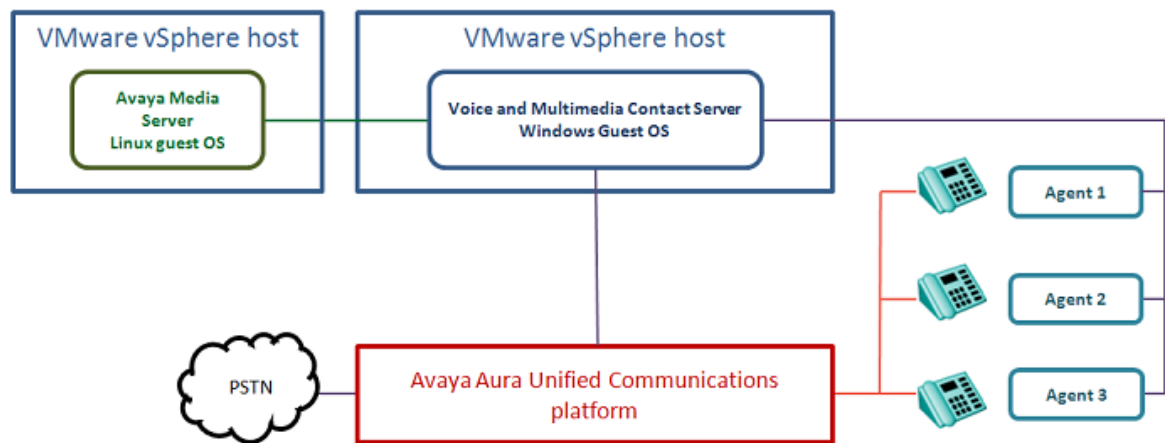 VMware vSphere host
VMware vSphere host
Avaya Media
Server
Linux guest OS
Voice and Multimedia Contact Server
Windows Guest OS
Agent 1
Agent 2
Agent 3
PSTN
Avaya Aura Unified Communications
platform